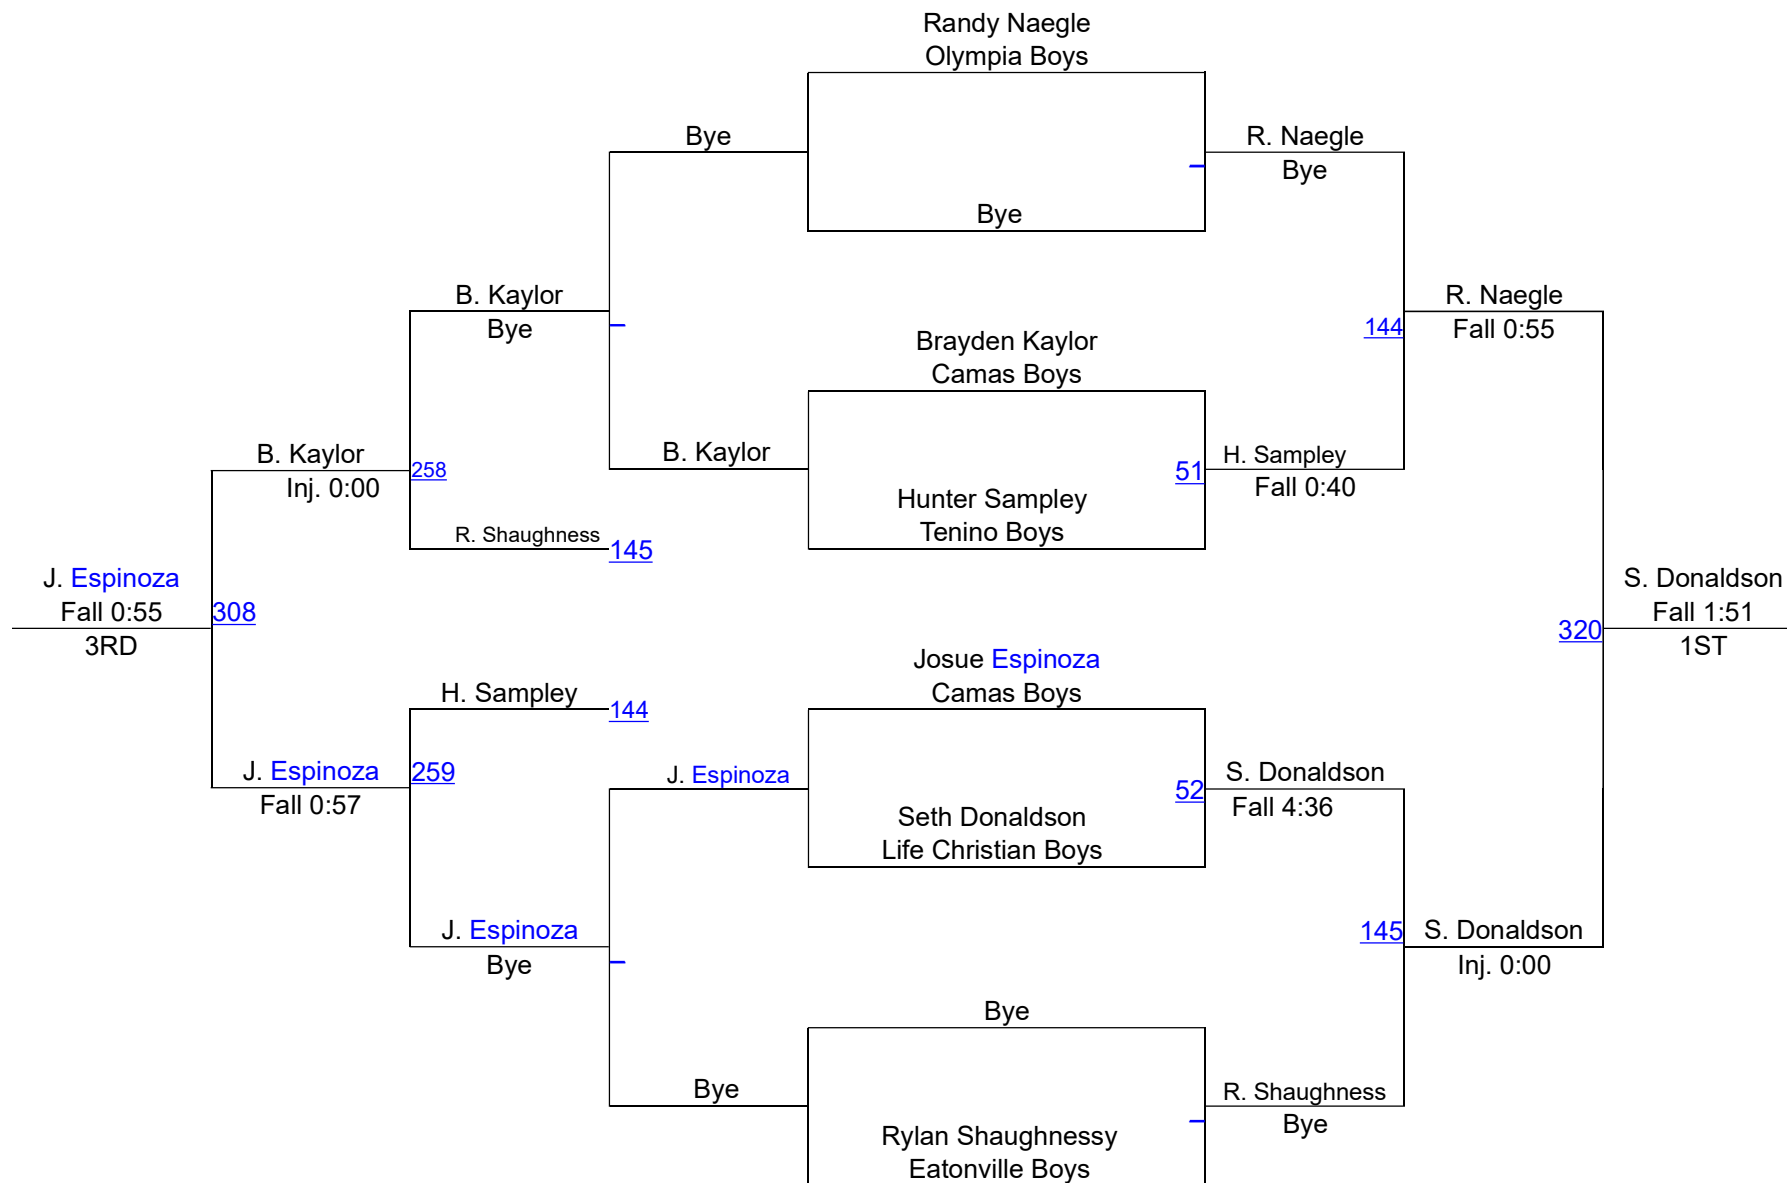 Randy Naegle
Olympia Boys
Bye
R. Naegle
Bye
Bye
B. Kaylor
Bye
R. Naegle
Fall 0:55
144
Brayden Kaylor
Camas Boys
B. Kaylor
Inj. 0:00
258
B. Kaylor
51
H. Sampley
Fall 0:40
Hunter Sampley
Tenino Boys
R. Shaughness
145
J. Espinoza
Fall 0:55
3RD
308
S. Donaldson
Fall 1:51
1ST
320
Josue Espinoza
Camas Boys
H. Sampley
144
J. Espinoza
Fall 0:57
259
J. Espinoza
52
S. Donaldson
Fall 4:36
Seth Donaldson
Life Christian Boys
J. Espinoza
Bye
145
S. Donaldson
Inj. 0:00
Bye
Bye
R. Shaughness
Bye
Rylan Shaughnessy
Eatonville Boys